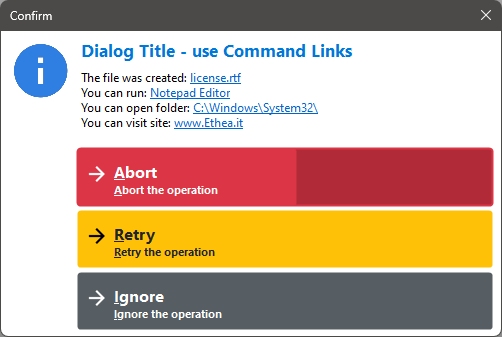 Confirm
Dialog Title - use Command Links
The file was created: license.rtf
You can run: Notepad Editor
You can open folder: C:\Windows\System32\
You can visit site: www.Ethea.it
Abort
Abort the operation
Retry
Retry the operation
Ignore
Ignore the operation